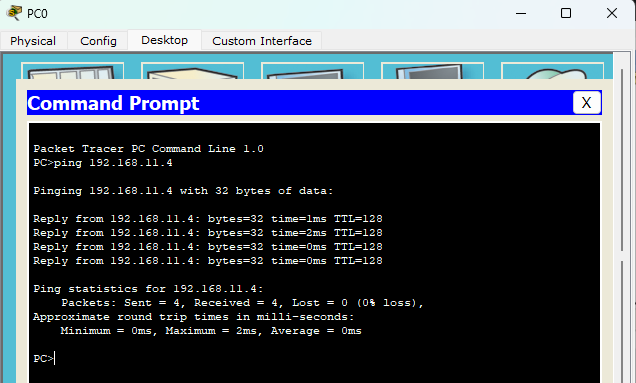 PC0
Physical Config Desktop Custom Interface
Command Prompt X
Packet Tracer PC Command Line 1.0
PC>ping 192.168.11.4
Pinging 192.168.11.4 with 32 bytes of data:
Reply from 192.168.11.4: bytes=32 time=1ms TTL=128
Reply from 192.168.11.4: bytes=32 time=2ms TTL=128
Reply from 192.168.11.4: bytes=32 time=0ms TTL=128
Reply from 192.168.11.4: bytes=32 time=0ms TTL=128
Ping statistics for 192.168.11.4:
Packets: Sent = 4, Received = 4, Lost = 0 (0% loss),
Approximate round trip times in milli-seconds:
Minimum = 0ms, Maximum = 2ms, Average = 0ms
PC>